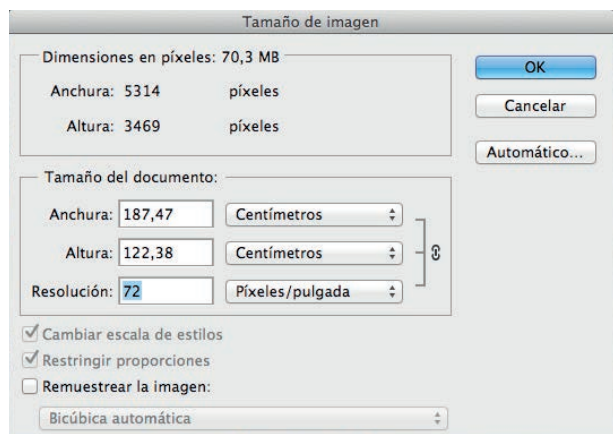 Tamaño de imagen
Dimensiones en píxeles: 70,3 MB
Anchura: 5314 píxeles
Altura: 3469 píxeles
OK
Cancelar
Automático...
Tamaño del documento:
Anchura: 187,47 Centímetros
Altura: 122,38 Centímetros
Resolución: 72 Píxeles/pulgada
Cambiar escala de estilos
Restringir proporciones
Remuestrear la imagen:
Bicúbica automática